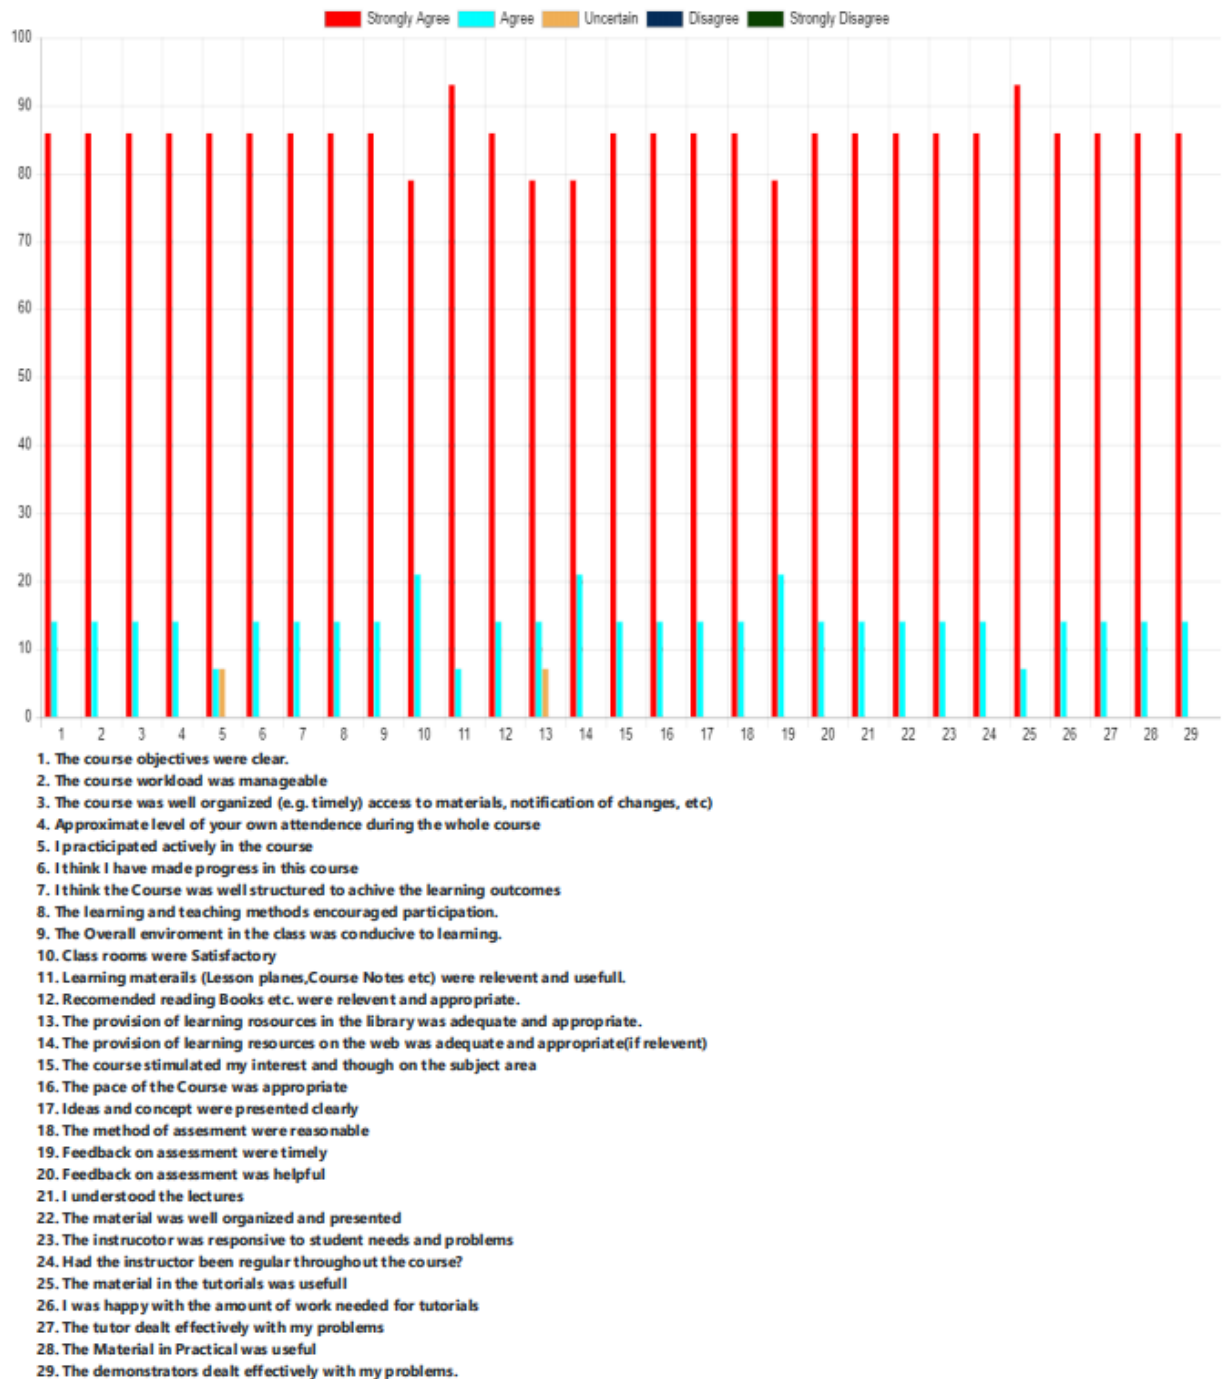 Strongly Agree Agree Uncertain Disagree Strongly Disagree
100
90
80
70
60
50
40
30
20
10
0
1 2 3 4 5 6 7 8 9 10 11 12 13 14 15 16 17 18 19 20 21 22 23 24 25 26 27 28 29
1. The course objectives were clear.
2. The course workload was manageable
3. The course was well organized (e.g. timely) access to materials, notification of changes, etc)
4. Approximate level of your own attendence during the whole course
5. I practicipated actively in the course
6. I think I have made progress in this course
7. I think the Course was well structured to achive the learning outcomes
8. The learning and teaching methods encouraged participation.
9. The Overall enviroment in the class was conducive to learning.
10. Class rooms were Satisfactory
11. Learning materails (Lesson planes,Course Notes etc) were relevent and usefull.
12. Recomended reading Books etc. were relevent and appropriate.
13. The provision of learning rosources in the library was adequate and appropriate.
14. The provision of learning resources on the web was adequate and appropriate(if relevent)
15. The course stimulated my interest and though on the subject area
16. The pace of the Course was appropriate
17. Ideas and concept were presented clearly
18. The method of assesment were reasonable
19. Feedback on assessment were timely
20. Feedback on assessment was helpful
21. I understood the lectures
22. The material was well organized and presented
23. The instrucotor was responsive to student needs and problems
24. Had the instructor been regular throughout the course?
25. The material in the tutorials was usefull
26. I was happy with the amount of work needed for tutorials
27. The tutor dealt effectively with my problems
28. The Material in Practical was useful
29. The demonstrators dealt effectively with my problems.